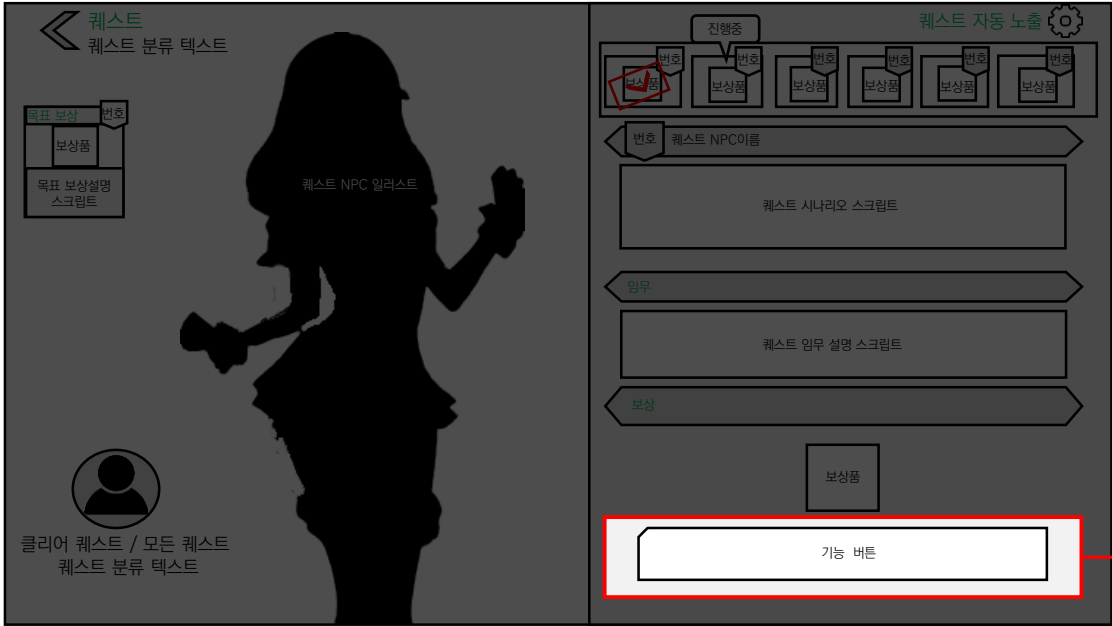 퀘스트
퀘스트 분류 텍스트
목표 보상
번호
보상품
목표 보상설명
스크립트
퀘스트 NPC 일러스트
클리어 퀘스트 / 모든 퀘스트
퀘스트 분류 텍스트
진행중
퀘스트 자동 노출
번호
보상품
번호
보상품
번호
보상품
번호
보상품
번호
보상품
번호
보상품
번호
퀘스트 NPC이름
퀘스트 시나리오 스크립트
임무
퀘스트 임무 설명 스크립트
보상
보상품
기능 버튼